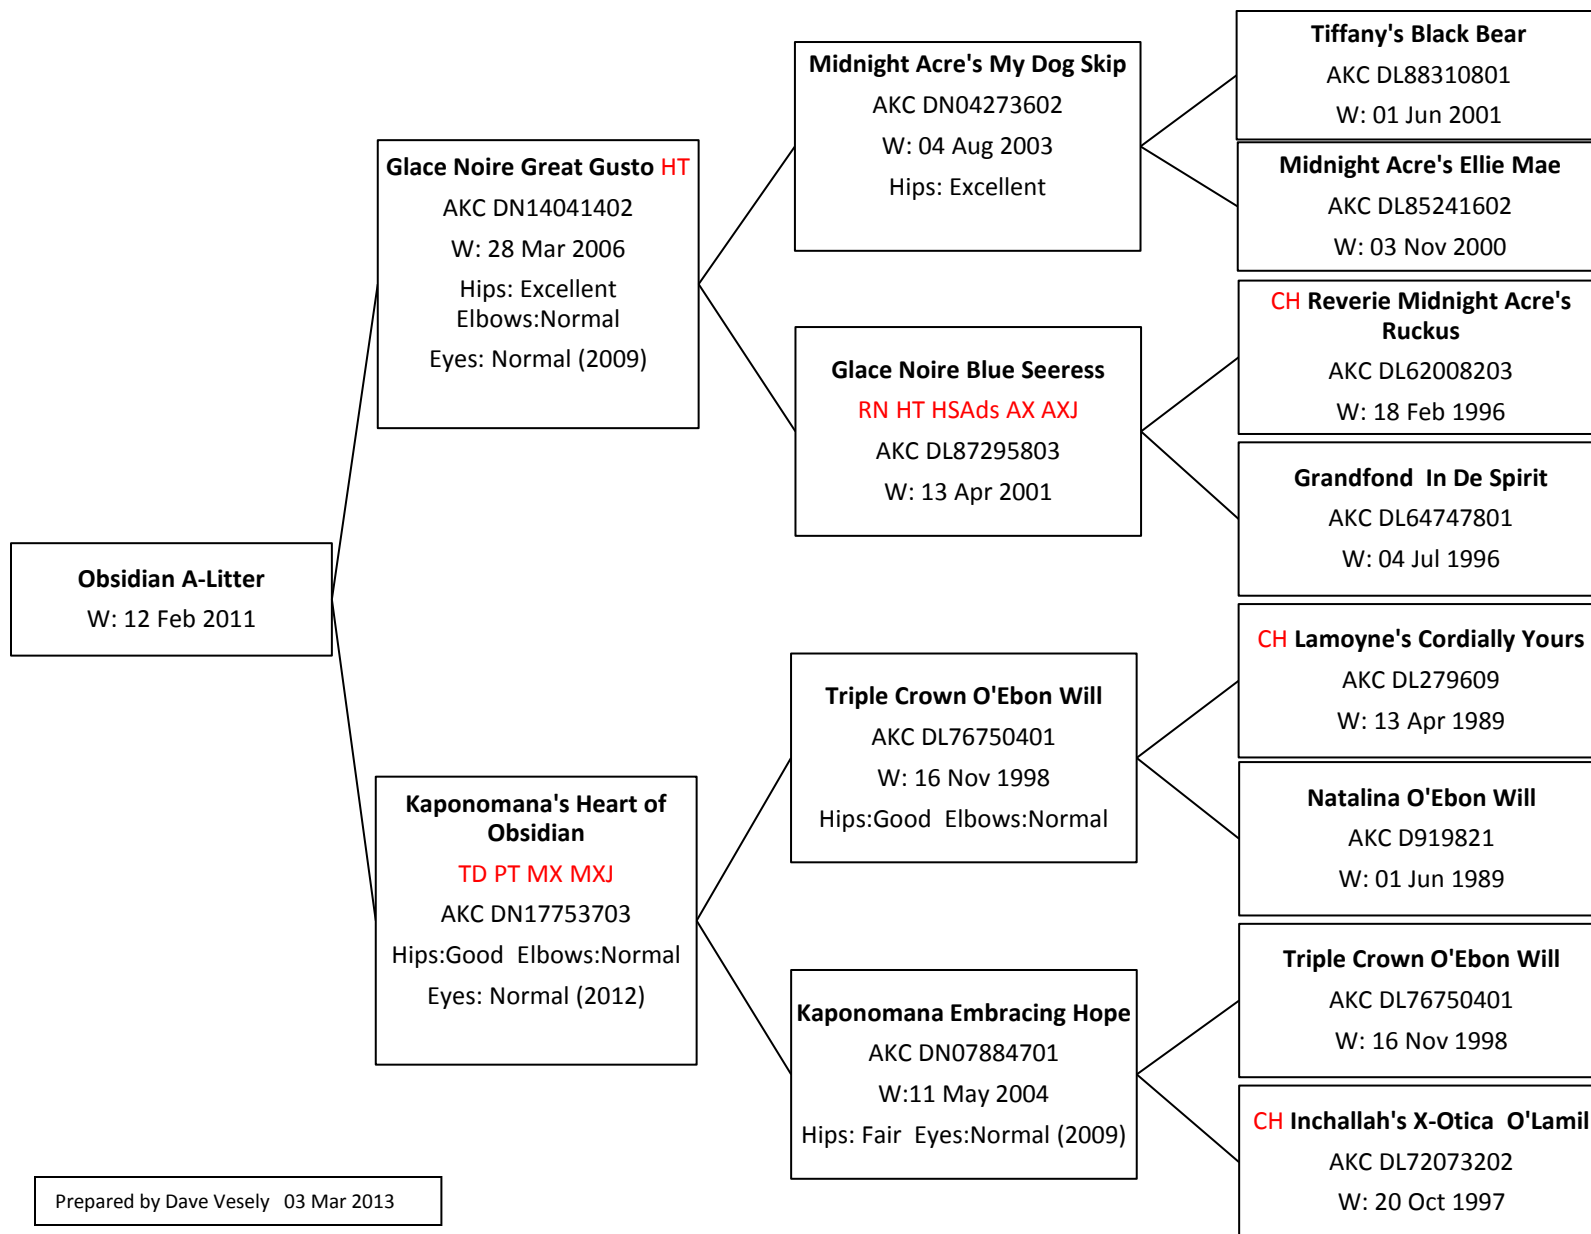 Obsidian A-Litter
W: 12 Feb 2011
Glace Noire Great Gusto HT
AKC DN14041402
W: 28 Mar 2006
Hips: Excellent
Elbows:Normal
Eyes: Normal (2009)
Kaponomana's Heart of
Obsidian
TD PT MX MXJ
AKC DN17753703
Hips:Good Elbows:Normal
Eyes: Normal (2012)
Midnight Acre's My Dog Skip
AKC DN04273602
W: 04 Aug 2003
Hips: Excellent
Glace Noire Blue Seeress
RN HT HSAds AX AXJ
AKC DL87295803
W: 13 Apr 2001
Triple Crown O'Ebon Will
AKC DL76750401
W: 16 Nov 1998
Hips:Good Elbows:Normal
Kaponomana Embracing Hope
AKC DN07884701
W:11 May 2004
Hips: Fair Eyes:Normal (2009)
Tiffany's Black Bear
AKC DL88310801
W: 01 Jun 2001
Midnight Acre's Ellie Mae
AKC DL85241602
W: 03 Nov 2000
CH Reverie Midnight Acre's
Ruckus
AKC DL62008203
W: 18 Feb 1996
Grandfond In De Spirit
AKC DL64747801
W: 04 Jul 1996
CH Lamoyne's Cordially Yours
AKC DL279609
W: 13 Apr 1989
Natalina O'Ebon Will
AKC D919821
W: 01 Jun 1989
Triple Crown O'Ebon Will
AKC DL76750401
W: 16 Nov 1998
CH Inchallah's X-Otica O'Lamil
AKC DL72073202
W: 20 Oct 1997
Prepared by Dave Vesely 03 Mar 2013